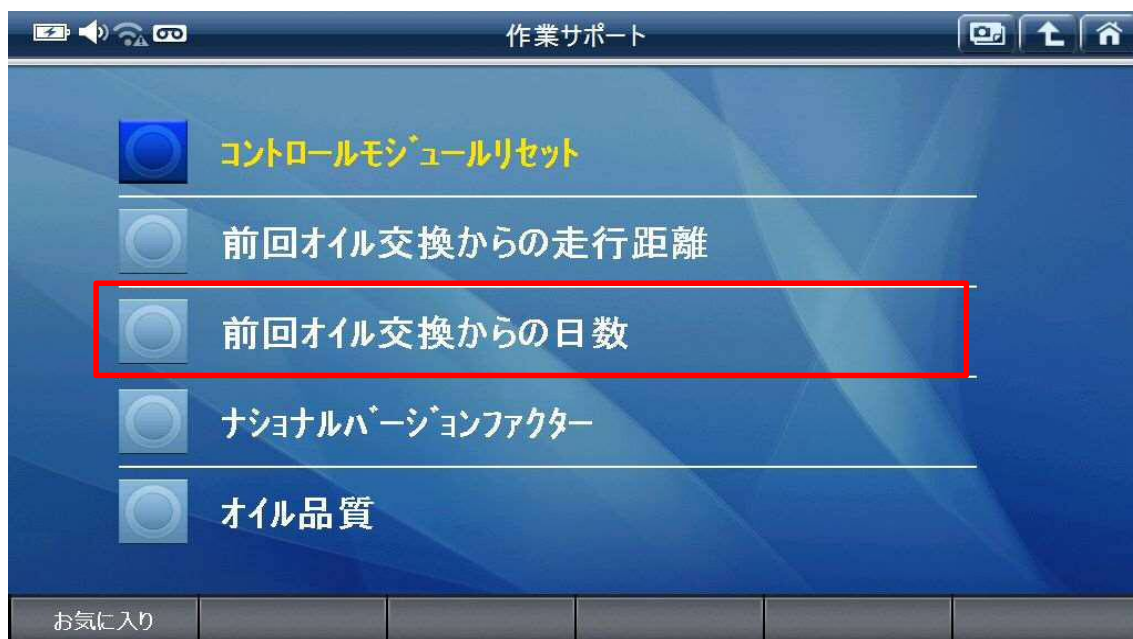 作業サポート
コントロールモジュールリセット
前回オイル交換からの走行距離
前回オイル交換からの日数
ナショナルバージョンファクター
オイル品質
お気に入り